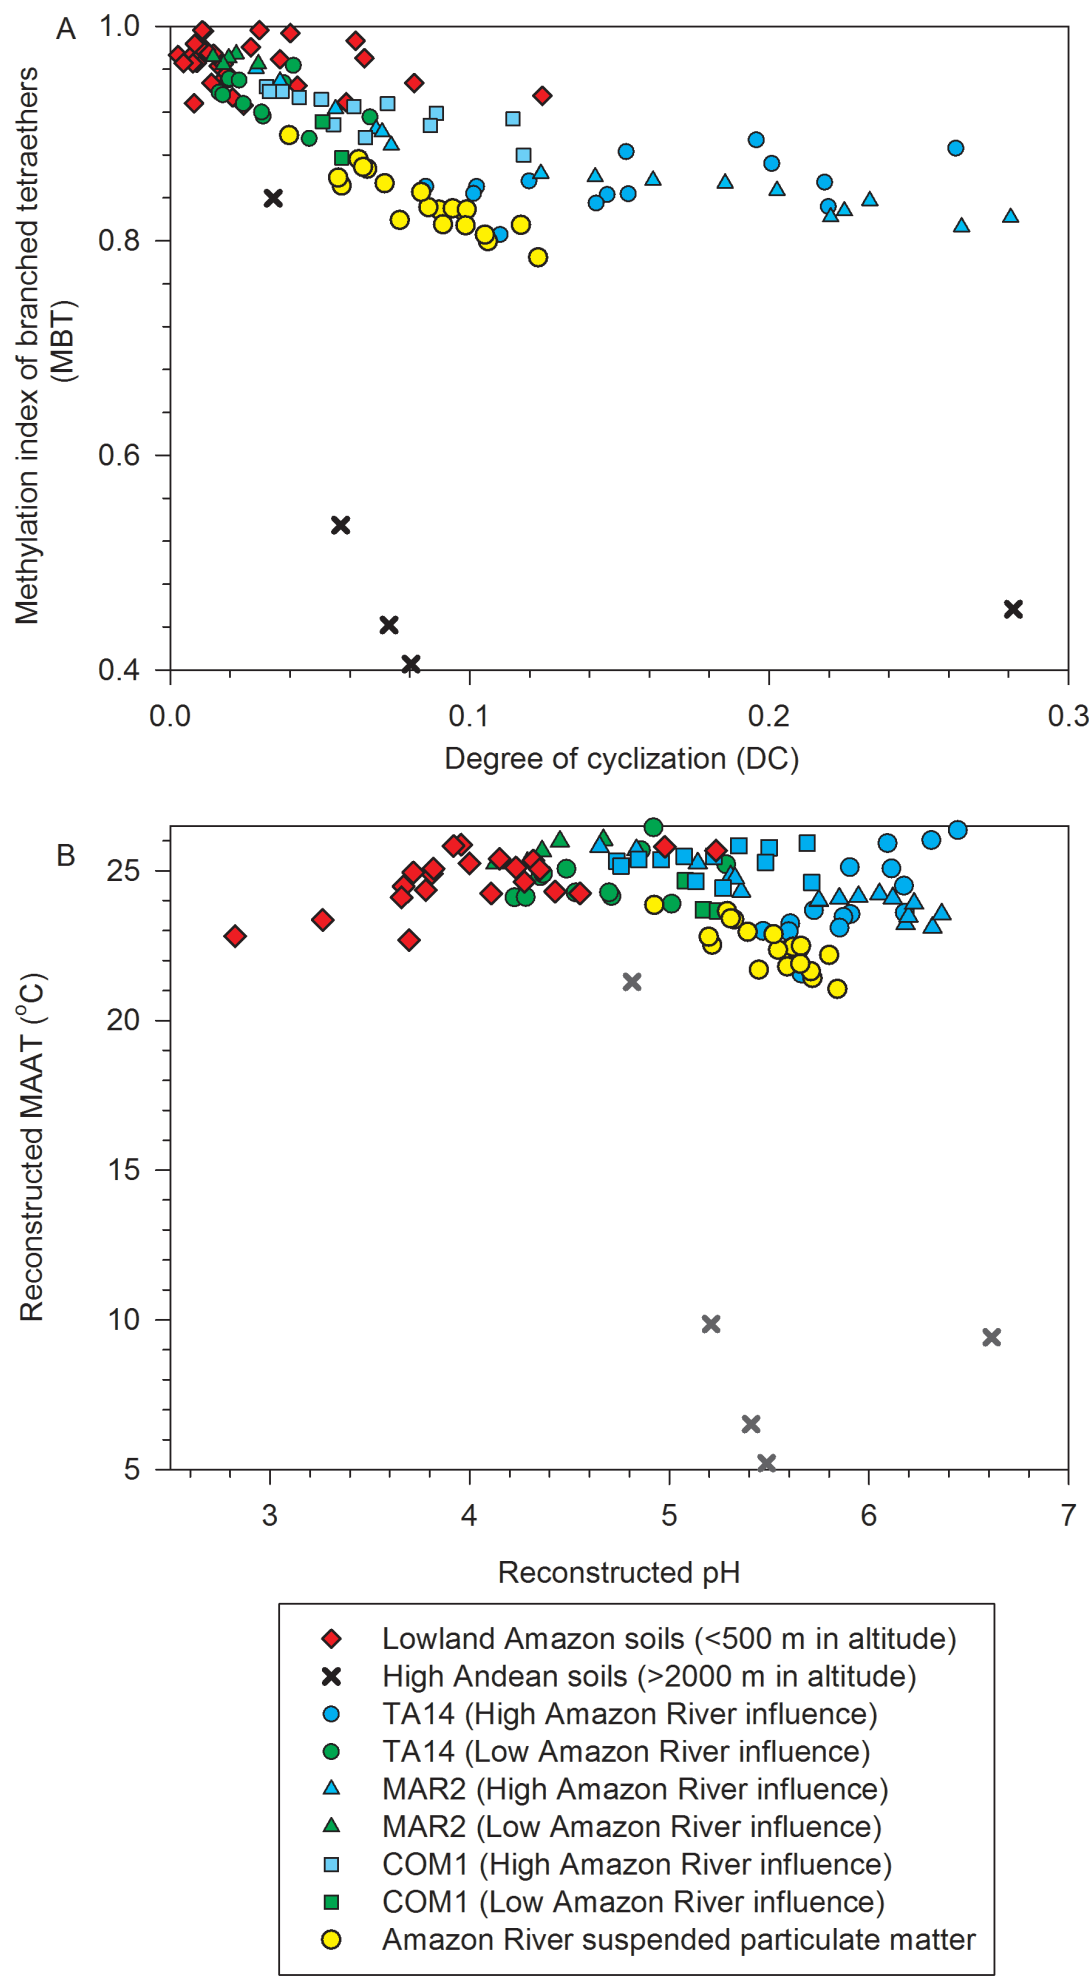 A
1.0
0.8
0.6
0.4
Methylation index of branched tetraethers
(MBT)
0.0 0.1 0.2 0.3
Degree of cyclization (DC)
B
25
20
15
10
5
Reconstructed MAAT (°C)
3 4 5 6 7
Reconstructed pH
Lowland Amazon soils (<500 m in altitude)
High Andean soils (>2000 m in altitude)
TA14 (High Amazon River influence)
TA14 (Low Amazon River influence)
MAR2 (High Amazon River influence)
MAR2 (Low Amazon River influence)
COM1 (High Amazon River influence)
COM1 (Low Amazon River influence)
Amazon River suspended particulate matter